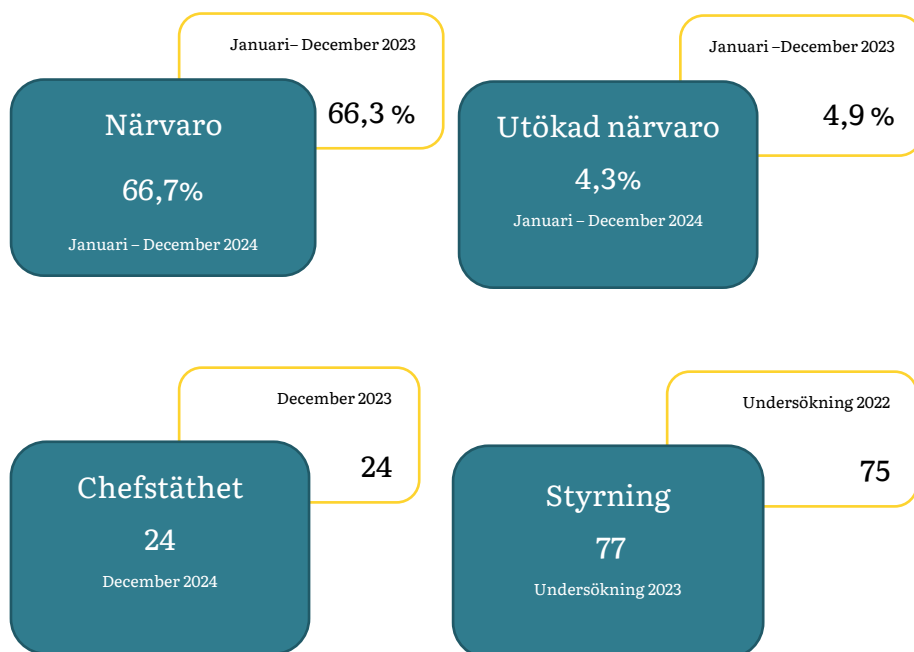 Januari– December 2023
66,3 %
Närvaro
66,7%
Januari – December 2024
Januari –December 2023
4,9 %
Utökad närvaro
4,3%
Januari – December 2024
December 2023
24
Chefstäthet
24
December 2024
Undersökning 2022
75
Styrning
77
Undersökning 2023